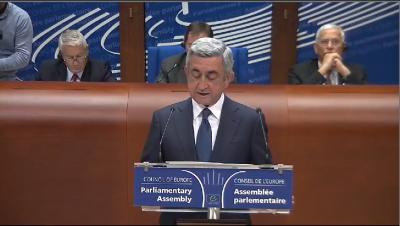 COUNCIL OF EUROPE
Parliamentary
Assembly
CONSEIL DE L'EUROPE
Assemblée
parlementaire